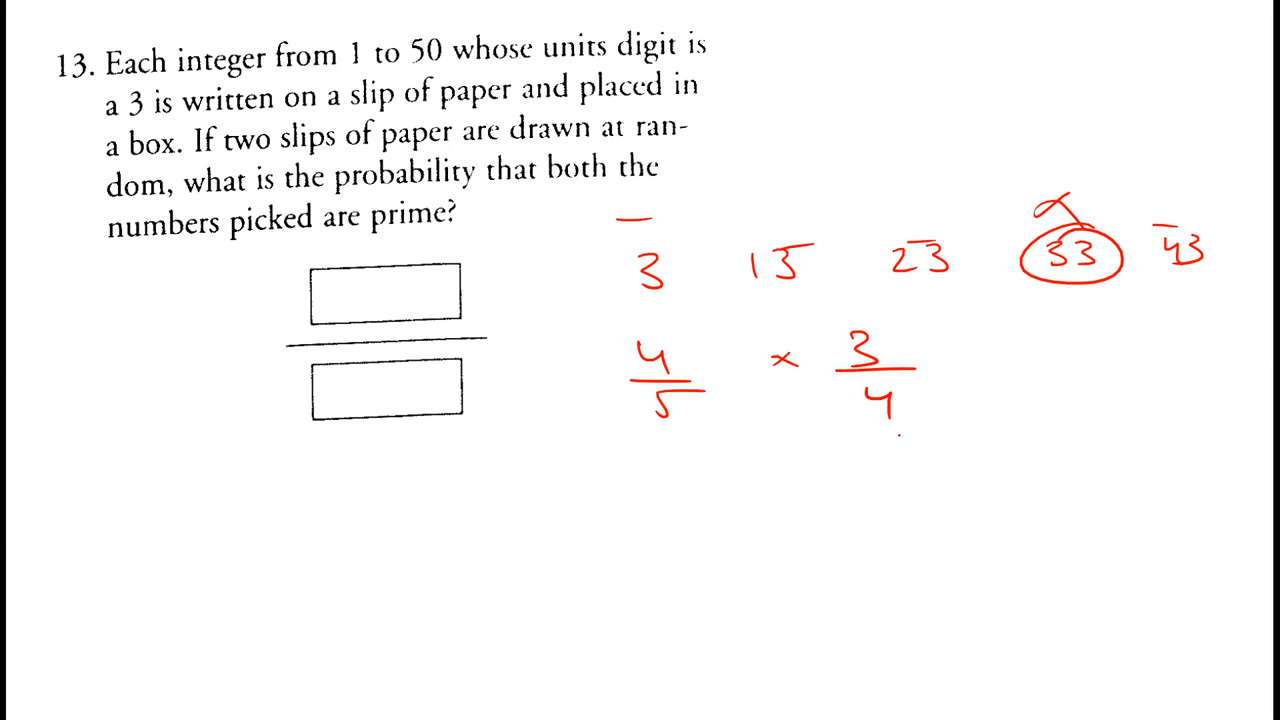 13. Each integer from 1 to 50 whose units digit is
a 3 is written on a slip of paper and placed in
a box. If two slips of paper are drawn at ran-
dom, what is the probability that both the
numbers picked are prime?
3 13 23 33 43
4 × 3
5 4